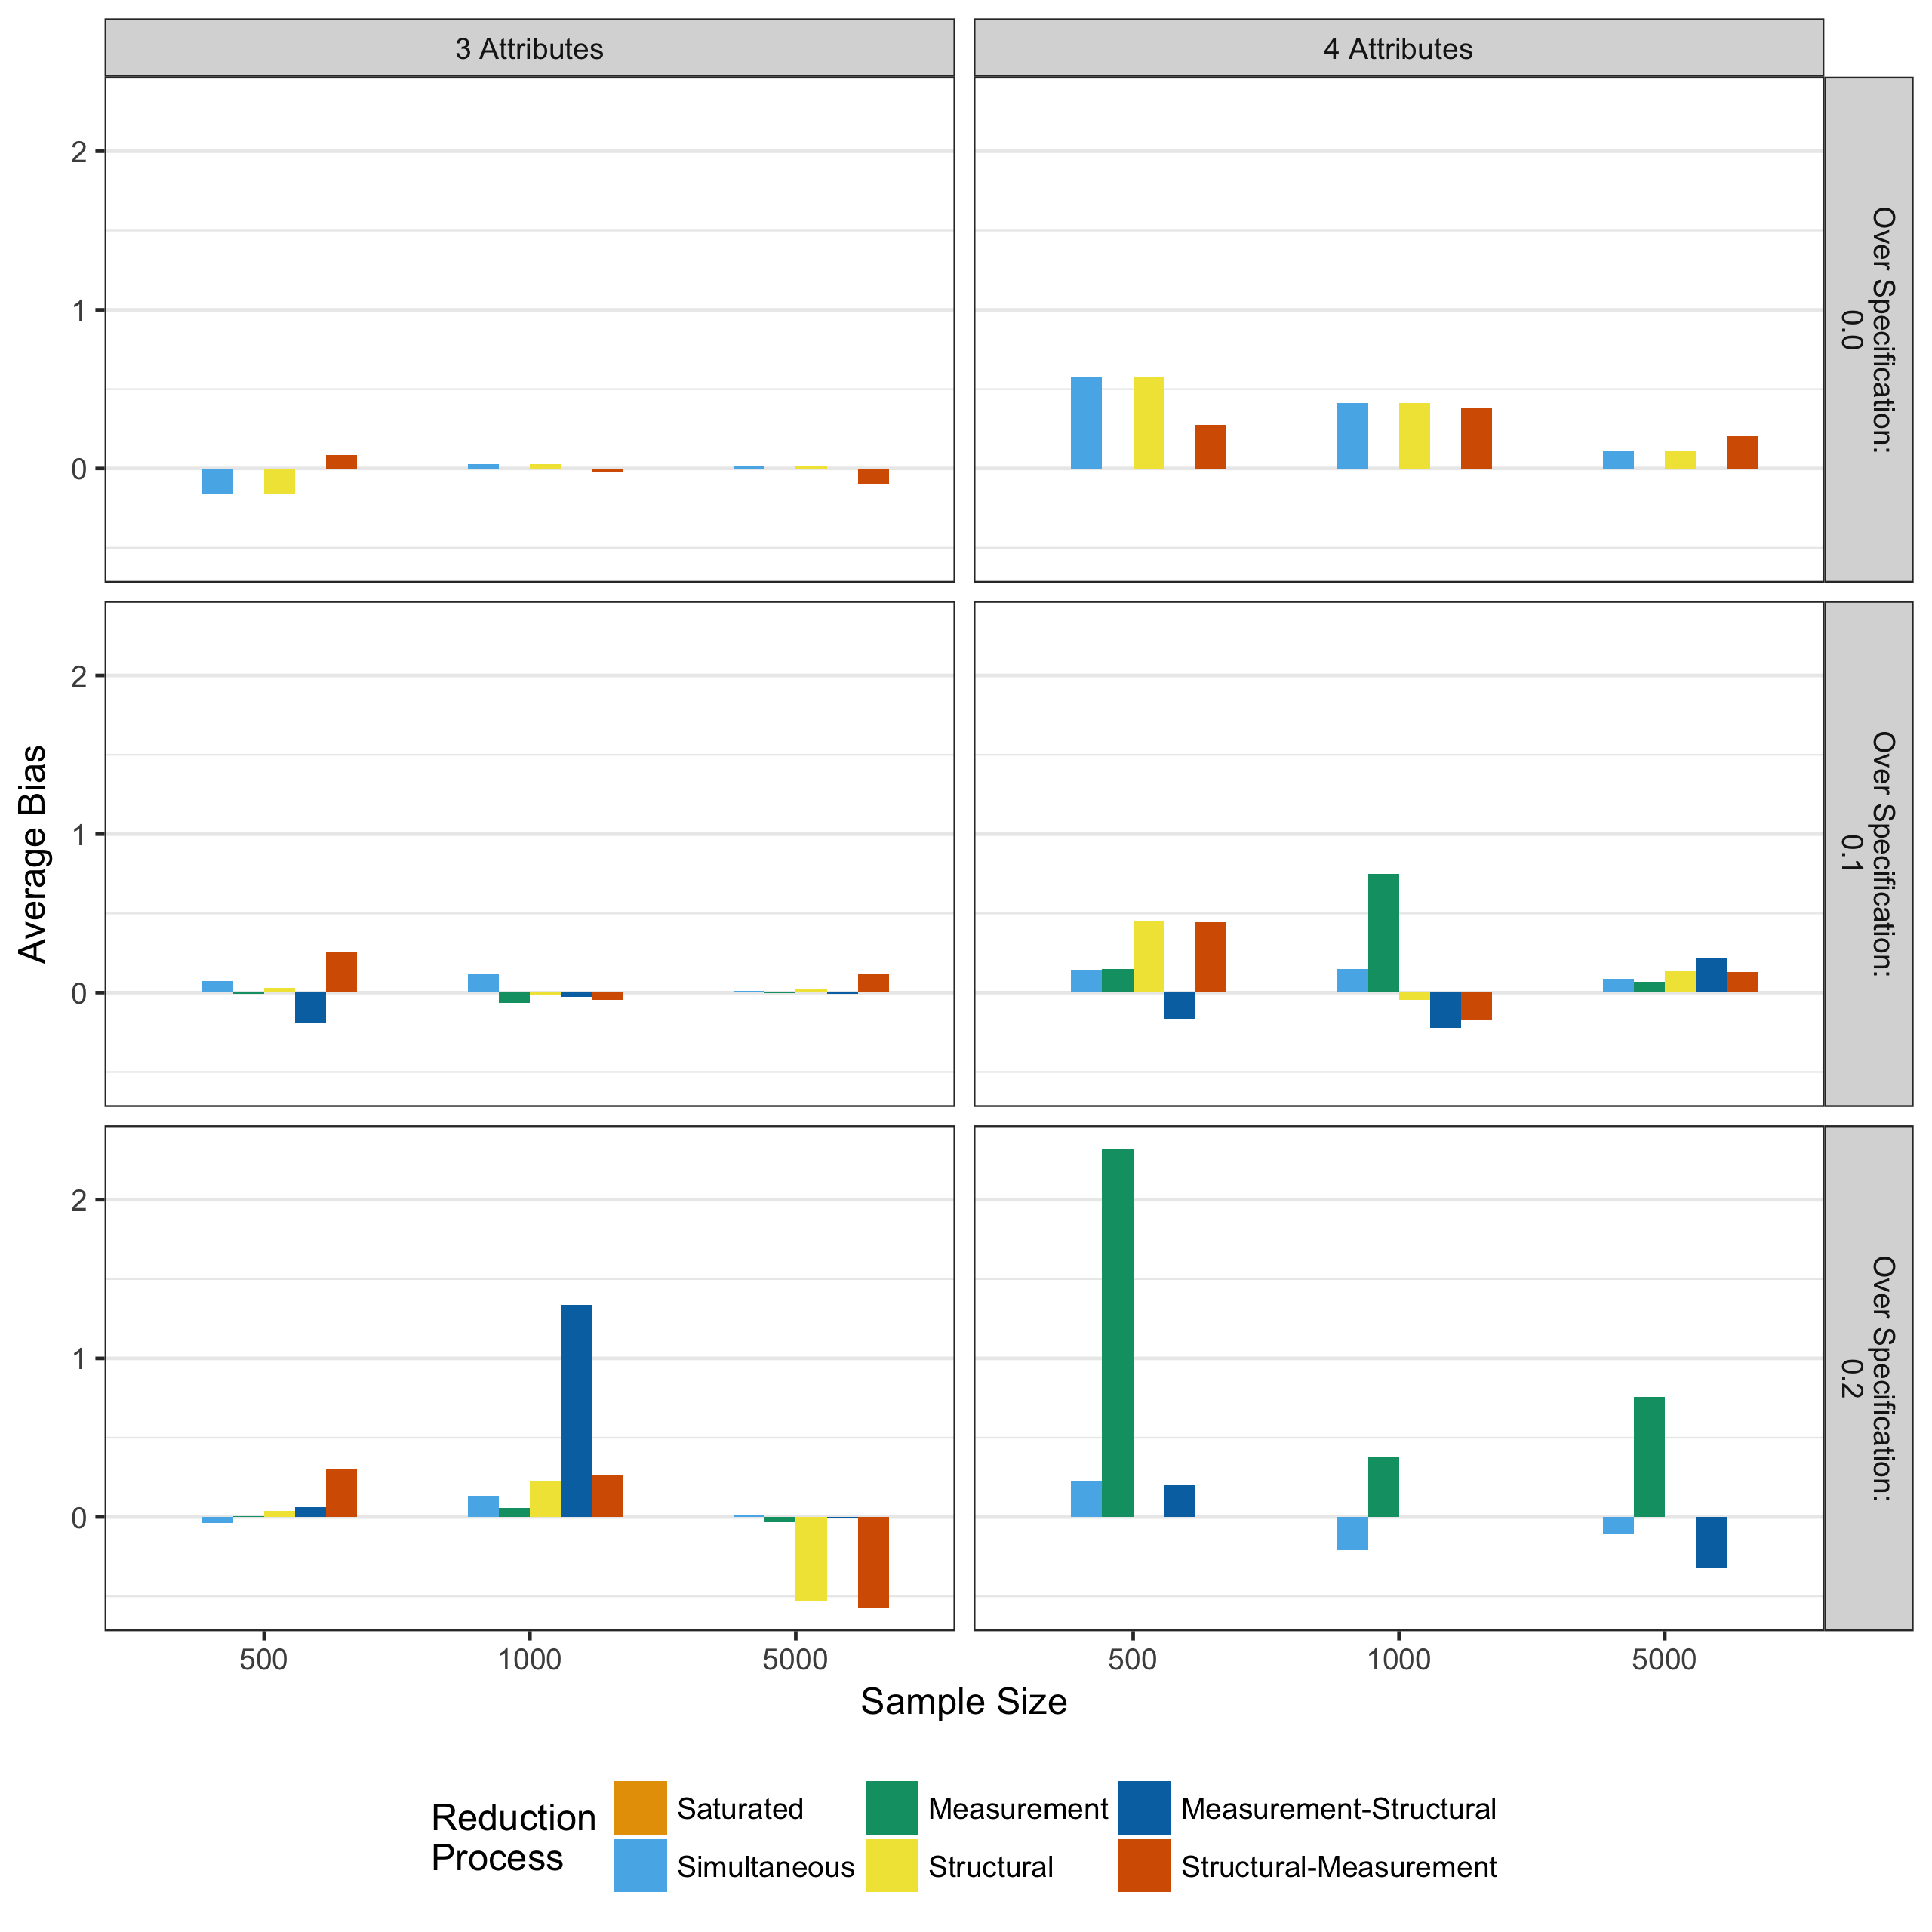 3 Attributes
4 Attributes
2
1
0
Over Specification:
0.0
2
1
0
Over Specification:
0.1
2
1
0
Over Specification:
0.2
Average Bias
500
1000
5000
500
1000
5000
Sample Size
Reduction
Process
Saturated
Simultaneous
Measurement
Structural
Measurement-Structural
Structural-Measurement